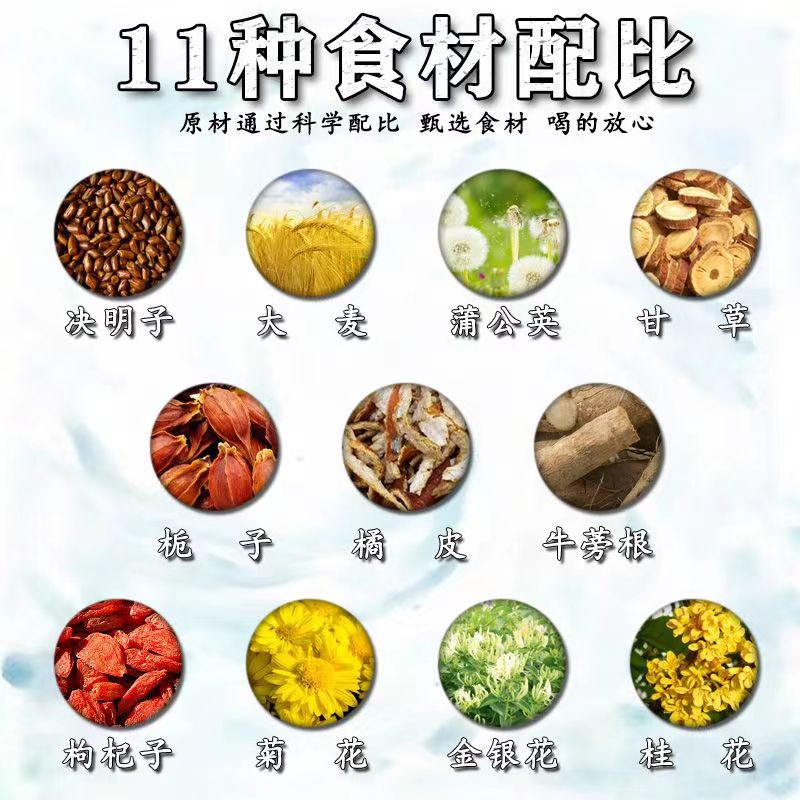 11种食材配比
原材通过科学配比 甄选食材 喝的放心
决明子 大麦 蒲公英 甘草
栀子 橘皮 牛蒡根
枸杞子 菊花 金银花 桂花